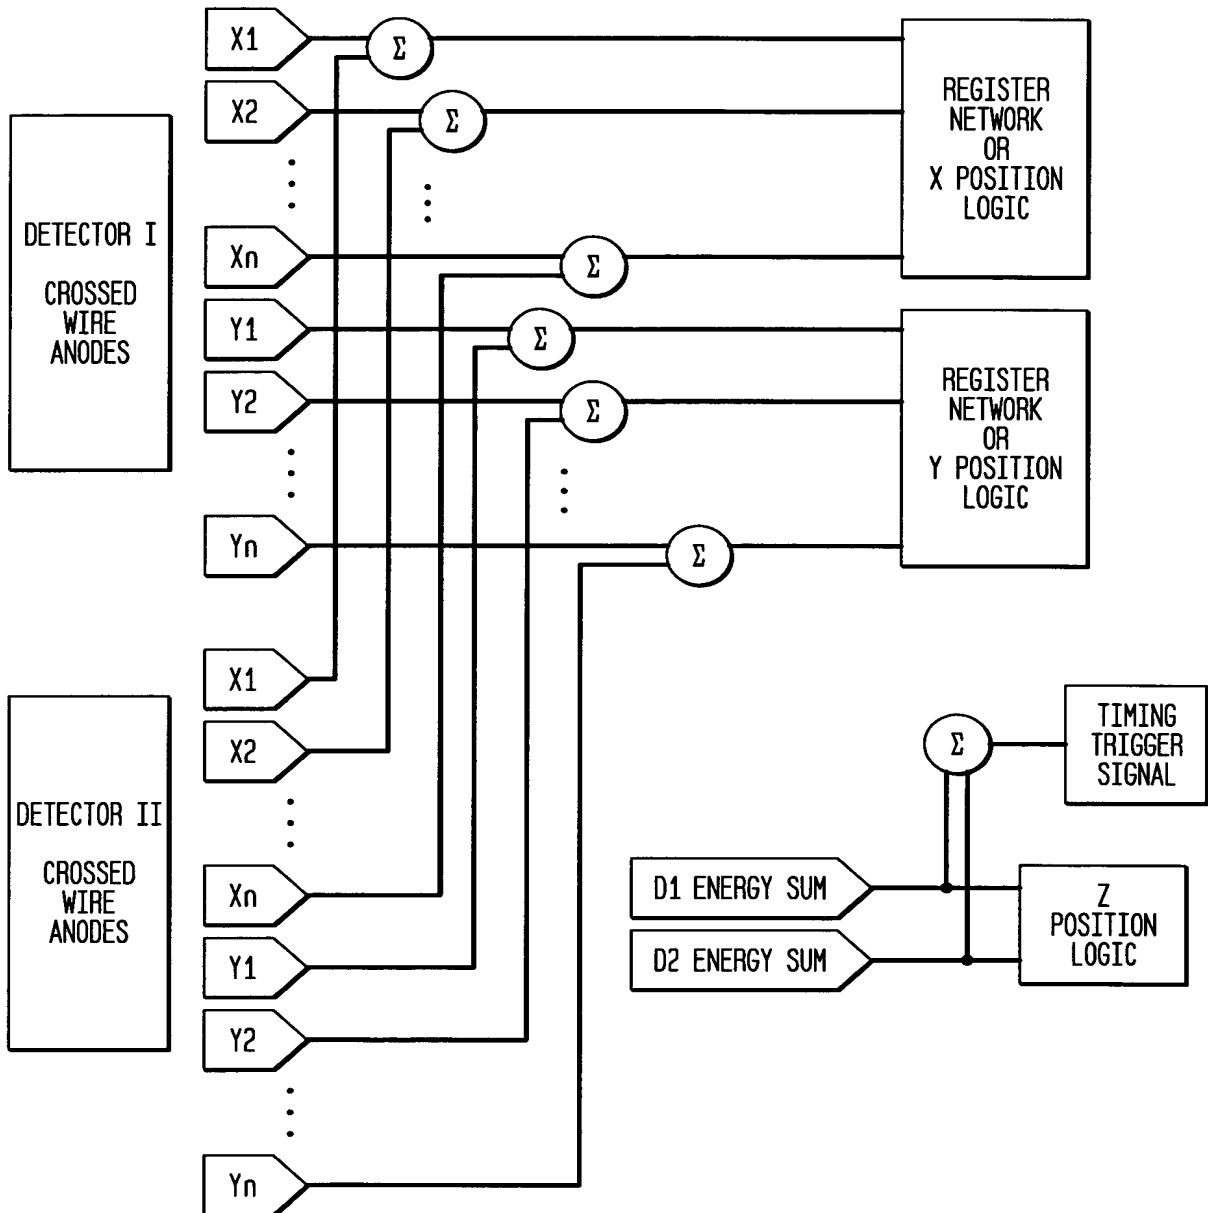 X1
Σ
X2
Σ
Xn
Σ
REGISTER
NETWORK
OR
X POSITION
LOGIC
DETECTOR I
CROSSED
WIRE
ANODES
Y1
Σ
Y2
Σ
Yn
Σ
REGISTER
NETWORK
OR
Y POSITION
LOGIC
X1
X2
Xn
DETECTOR II
CROSSED
WIRE
ANODES
Y1
Y2
Yn
Σ
TIMING
TRIGGER
SIGNAL
D1 ENERGY SUM
D2 ENERGY SUM
Z
POSITION
LOGIC